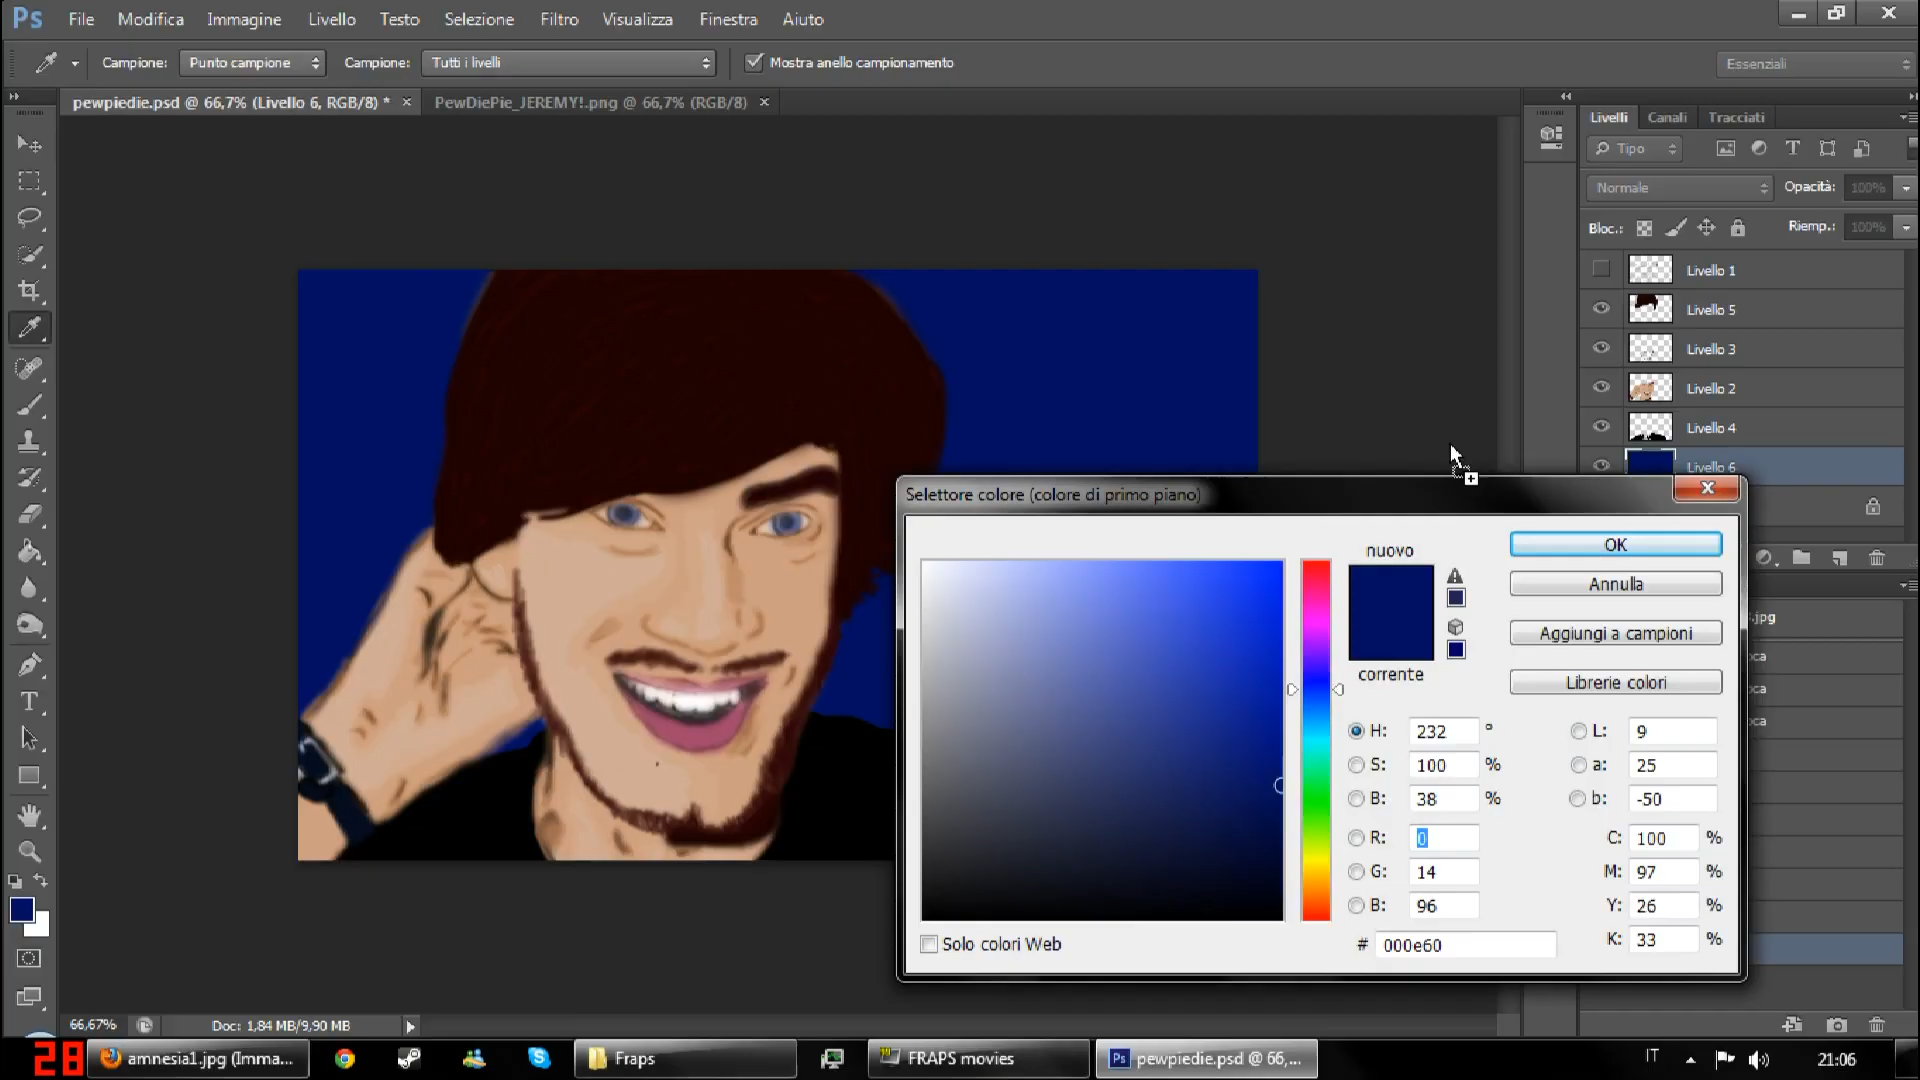 Ps File Modifica Immagine Livello Testo Selezione Filtro Visualizza Finestra Aiuto
Campione: Punto campione Campione: Tutti i livelli Mostra anello campionamento Essenziali
pewpiedie.psd @ 66,7% (Livello 6, RGB/8) * PewDiePie_JEREMY!.png @ 66,7% (RGB/8)
Livelli Canali Tracciati
Tipo
Normale Opacità: 100%
Bloc.: Riemp.: 100%
Livello 1
Livello 5
Livello 3
Livello 2
Livello 4
Livello 6
Selettore colore (colore di primo piano)
nuovo
corrente
OK
Annulla
Aggiungi a campioni
Librerie colori
H: 232 ° L: 9
S: 100 % a: 25
B: 38 % b: -50
R: 0 C: 100 %
G: 14 M: 97 %
B: 96 Y: 26 %
K: 33 %
Solo colori Web # 000e60
.jpg
oca
oca
oca
66,67% Doc: 1,84 MB/9,90 MB
28 amnesia1.jpg (Imma... Fraps FRAPS movies Ps pewpiedie.psd @ 66,... IT 21:06